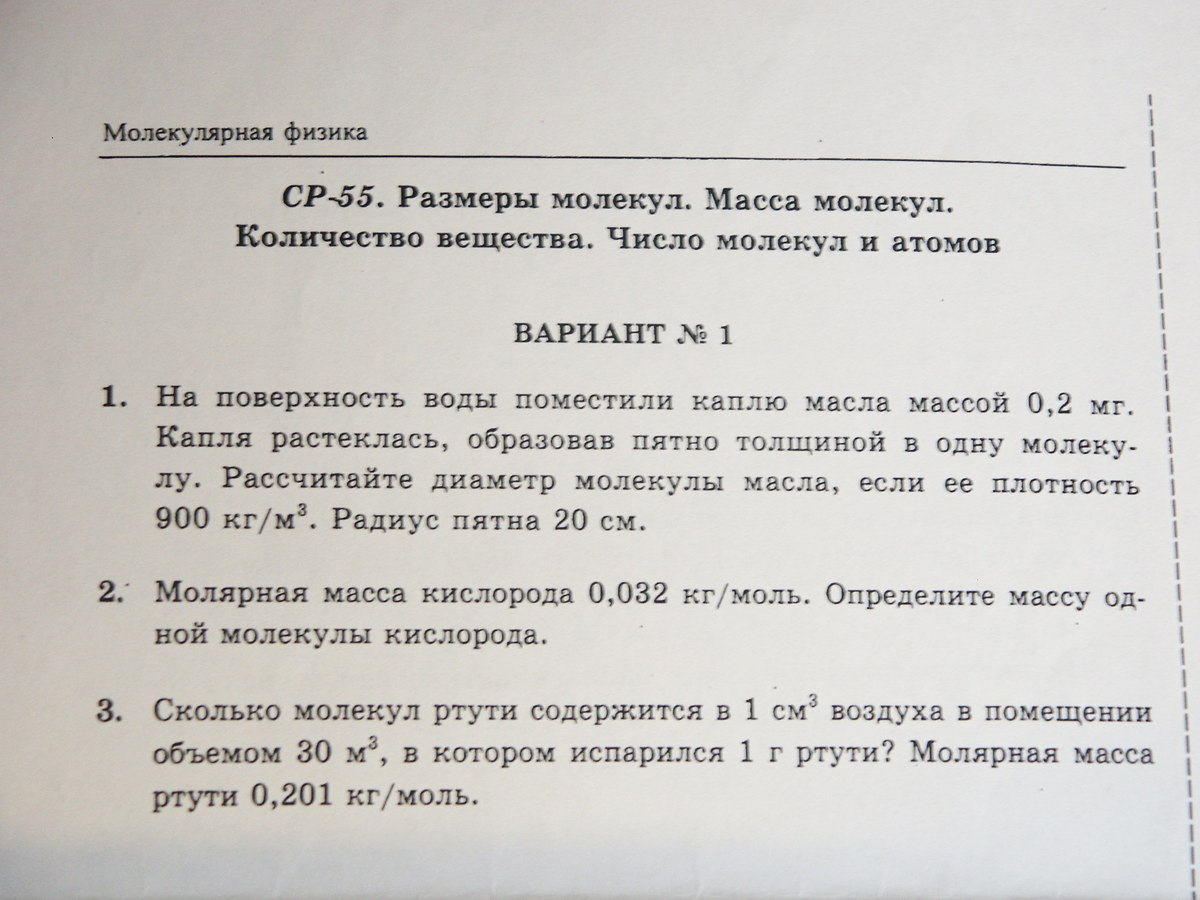 Молекулярная физика
СР-55. Размеры молекул. Масса молекул.
Количество вещества. Число молекул и атомов
ВАРИАНТ № 1
1. На поверхность воды поместили каплю масла массой 0,2 мг.
Капля растеклась, образовав пятно толщиной в одну молеку-
лу. Рассчитайте диаметр молекулы масла, если ее плотность
900 кг/м³. Радиус пятна 20 см.
2. Молярная масса кислорода 0,032 кг/моль. Определите массу од-
ной молекулы кислорода.
3. Сколько молекул ртути содержится в 1 см³ воздуха в помещении
объемом 30 м³, в котором испарился 1 г ртути? Молярная масса
ртути 0,201 кг/моль.